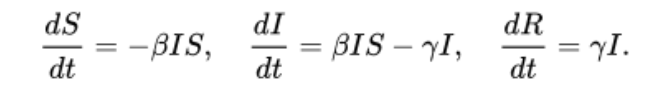 dS/dt = −βIS, dI/dt = βIS − γI, dR/dt = γI.